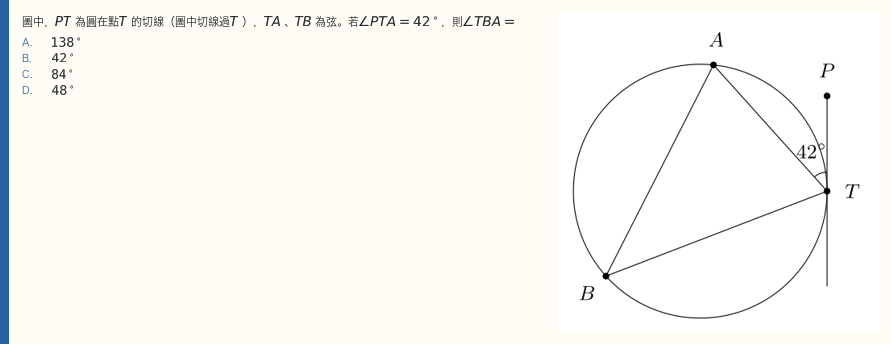 圖中，PT 為圓在點T 的切線（圖中切線過T ），TA 、TB 為弦。若∠PTA = 42°，則∠TBA =
A. 138°
B. 42°
C. 84°
D. 48°
A
P
42°
T
B